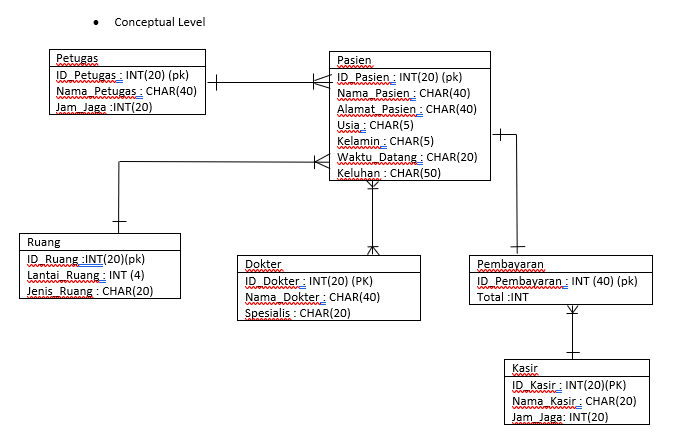 • Conceptual Level
Petugas
ID_Petugas : INT(20) (pk)
Nama_Petugas : CHAR(40)
Jam_Jaga :INT(20)
Pasien
ID_Pasien : INT(20) (pk)
Nama_Pasien : CHAR(40)
Alamat_Pasien : CHAR(40)
Usia : CHAR(5)
Kelamin : CHAR(5)
Waktu_Datang : CHAR(20)
Keluhan : CHAR(50)
Ruang
ID_Ruang :INT(20)(pk)
Lantai_Ruang : INT (4)
Jenis_Ruang : CHAR(20)
Dokter
ID_Dokter : INT(20) (PK)
Nama_Dokter : CHAR(40)
Spesialis : CHAR(20)
Pembayaran
ID_Pembayaran : INT (40) (pk)
Total :INT
Kasir
ID_Kasir : INT(20)(PK)
Nama_Kasir : CHAR(20)
Jam_Jaga: INT(20)